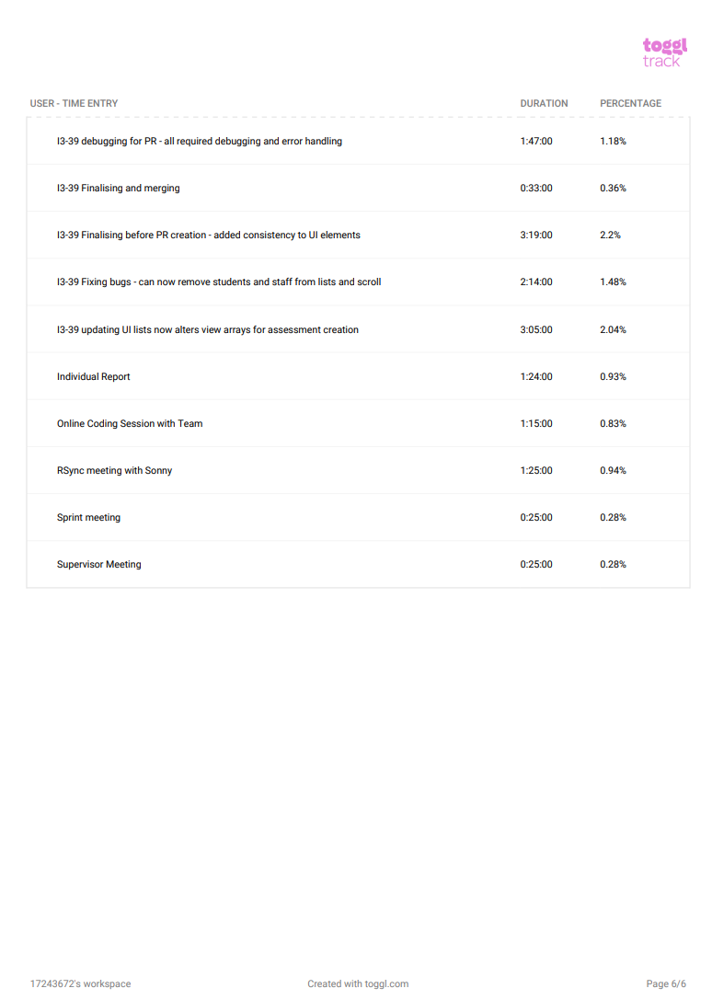 toggl
track
USER - TIME ENTRY DURATION PERCENTAGE
I3-39 debugging for PR - all required debugging and error handling 1:47:00 1.18%
I3-39 Finalising and merging 0:33:00 0.36%
I3-39 Finalising before PR creation - added consistency to UI elements 3:19:00 2.2%
I3-39 Fixing bugs - can now remove students and staff from lists and scroll 2:14:00 1.48%
I3-39 updating UI lists now alters view arrays for assessment creation 3:05:00 2.04%
Individual Report 1:24:00 0.93%
Online Coding Session with Team 1:15:00 0.83%
RSync meeting with Sonny 1:25:00 0.94%
Sprint meeting 0:25:00 0.28%
Supervisor Meeting 0:25:00 0.28%
17243672's workspace Created with toggl.com Page 6/6